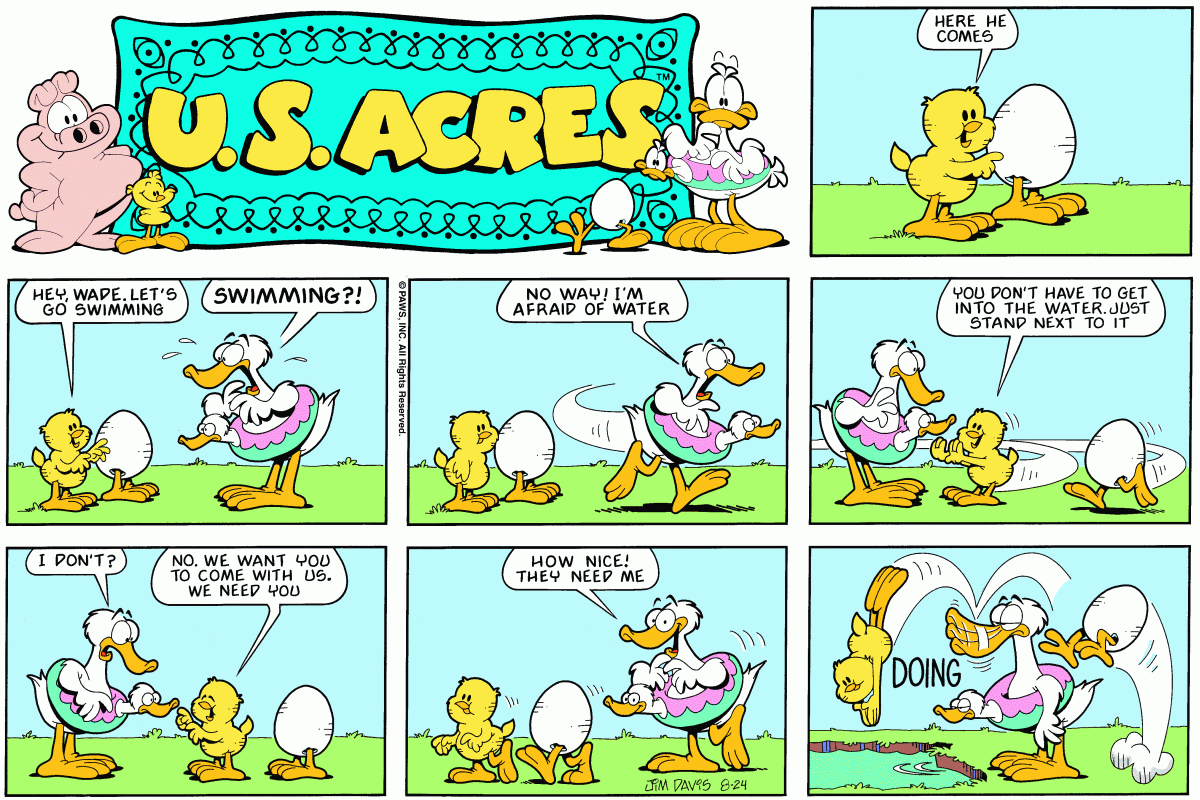 U.S. ACRES
TM
HERE HE
COMES
HEY, WADE. LET'S
GO SWIMMING
SWIMMING?!
© PAWS, INC. All Rights Reserved.
NO WAY! I'M
AFRAID OF WATER
YOU DON'T HAVE TO GET
INTO THE WATER. JUST
STAND NEXT TO IT
I DON'T?
NO. WE WANT YOU
TO COME WITH US.
WE NEED YOU
HOW NICE!
THEY NEED ME
JIM DAVIS 8-24
DOING